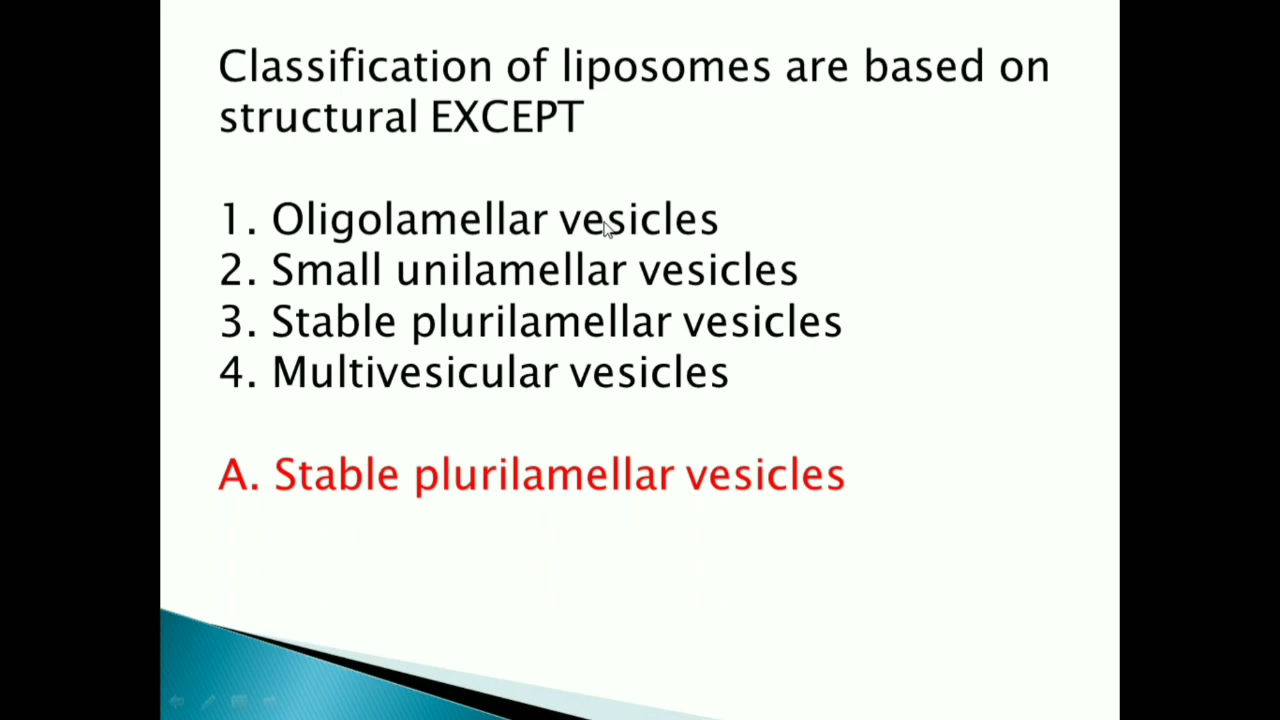 Classification of liposomes are based on
structural EXCEPT
1. Oligolamellar vesicles
2. Small unilamellar vesicles
3. Stable plurilamellar vesicles
4. Multivesicular vesicles
A. Stable plurilamellar vesicles